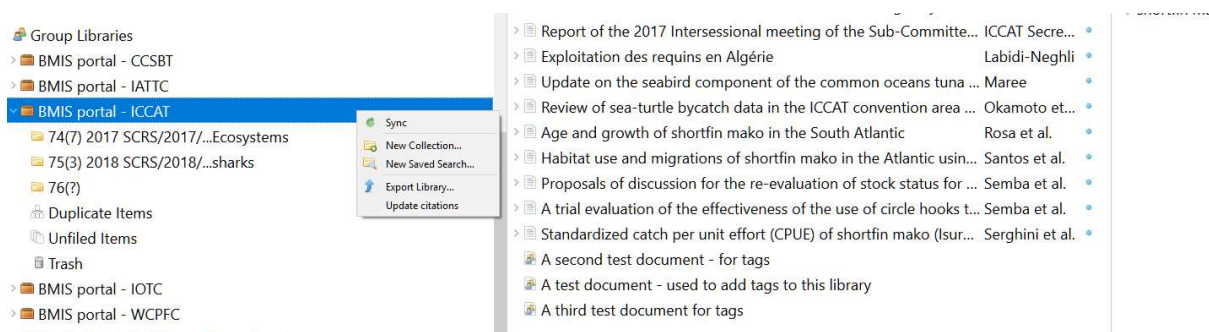 Group Libraries
BMIS portal - CCSBT
BMIS portal - IATTC
BMIS portal - ICCAT
74(7) 2017 SCRS/2017/...Ecosystems
75(3) 2018 SCRS/2018/...sharks
76(?)
Duplicate Items
Unfiled Items
Trash
BMIS portal - IOTC
BMIS portal - WCPFC
Sync
New Collection...
New Saved Search...
Export Library...
Update citations
Report of the 2017 Intersessional meeting of the Sub-Committe... ICCAT Secre...
Exploitation des requins en Algérie Labidi-Neghli
Update on the seabird component of the common oceans tuna ... Maree
Review of sea-turtle bycatch data in the ICCAT convention area ... Okamoto et...
Age and growth of shortfin mako in the South Atlantic Rosa et al.
Habitat use and migrations of shortfin mako in the Atlantic usin... Santos et al.
Proposals of discussion for the re-evaluation of stock status for ... Semba et al.
A trial evaluation of the effectiveness of the use of circle hooks t... Semba et al.
Standardized catch per unit effort (CPUE) of shortfin mako (Isur... Serghini et al.
A second test document - for tags
A test document - used to add tags to this library
A third test document for tags